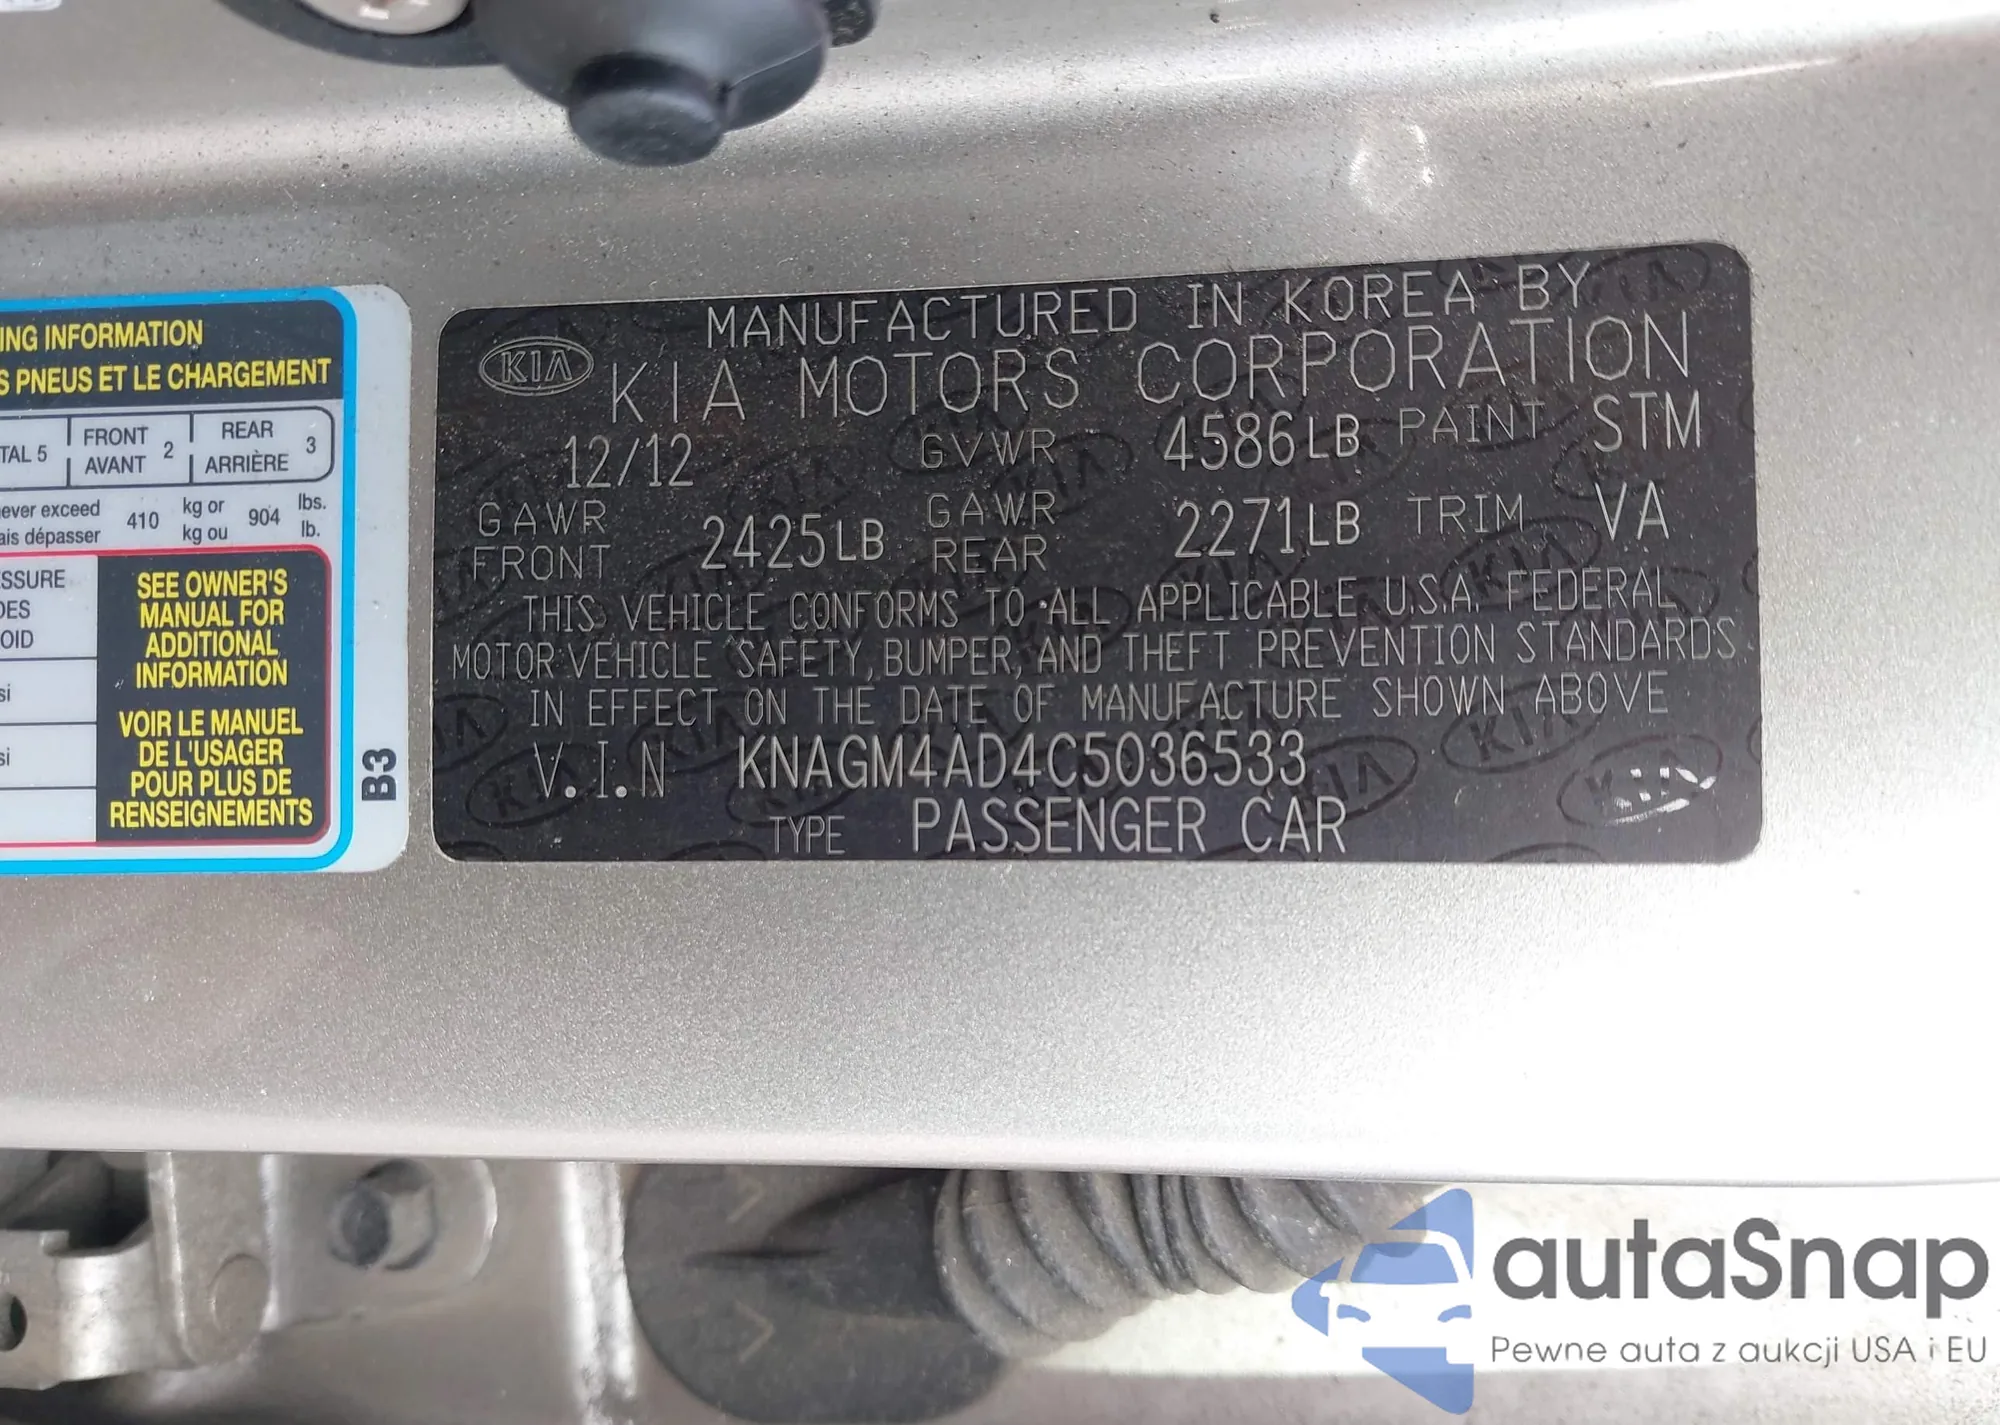 ING INFORMATION
S PNEUS ET LE CHARGEMENT
TAL 5
FRONT
AVANT 2
REAR
ARRIÈRE 3
ever exceed
ais dépasser
410
kg or
kg ou
904
lbs.
lb.
SSURE
DES
OID
si
si
SEE OWNER'S
MANUAL FOR
ADDITIONAL
INFORMATION
VOIR LE MANUEL
DE L'USAGER
POUR PLUS DE
RENSEIGNEMENTS
B3
KIA
MANUFACTURED IN KOREA BY
KIA MOTORS CORPORATION
12/12 GVWR 4586LB PAINT STM
GAWR FRONT 2425LB GAWR REAR 2271LB TRIM VA
THIS VEHICLE CONFORMS TO ALL APPLICABLE U.S.A. FEDERAL
MOTOR VEHICLE SAFETY, BUMPER, AND THEFT PREVENTION STANDARDS
IN EFFECT ON THE DATE OF MANUFACTURE SHOWN ABOVE
V.I.N KNAGM4AD4C5036533
TYPE PASSENGER CAR
KIA
autaSnap
Pewne auta z aukcji USA i EU